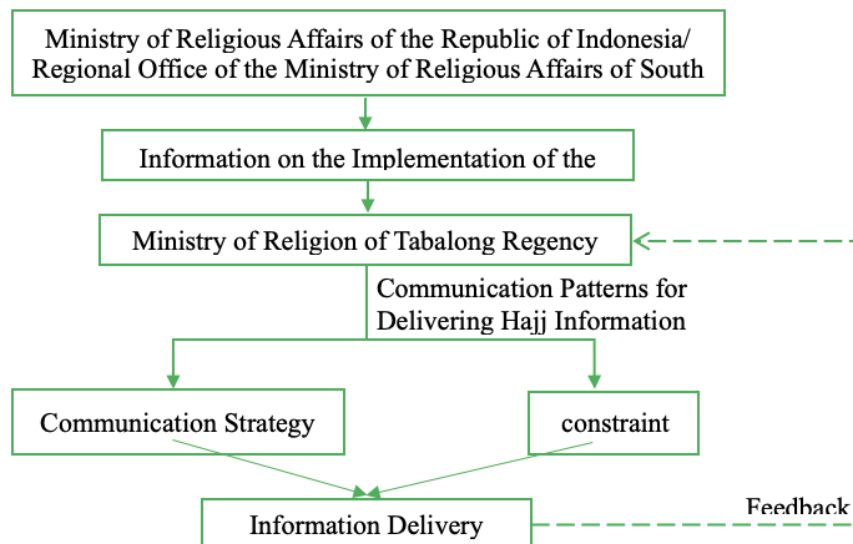 Ministry of Religious Affairs of the Republic of Indonesia/
Regional Office of the Ministry of Religious Affairs of South
Information on the Implementation of the
Ministry of Religion of Tabalong Regency
Communication Patterns for
Delivering Hajj Information
Communication Strategy
constraint
Feedback
Information Delivery